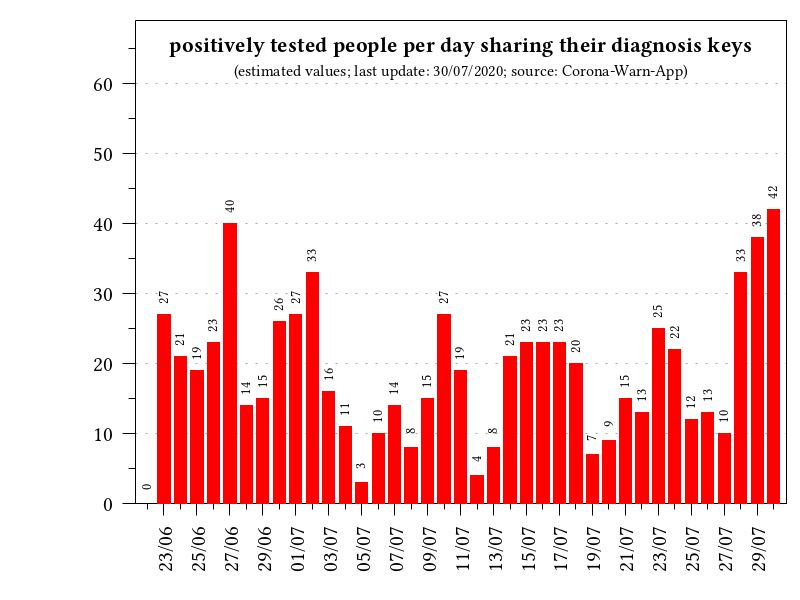 positively tested people per day sharing their diagnosis keys
(estimated values; last update: 30/07/2020; source: Corona-Warn-App)
60
50
40
30
20
10
0
0 27 21 19 23 40 14 15 26 27 33 16 11 3 10 14 8 15 27 19 4 8 21 23 23 23 20 7 9 15 13 25 22 12 13 10 33 38 42
23/06 25/06 27/06 29/06 01/07 03/07 05/07 07/07 09/07 11/07 13/07 15/07 17/07 19/07 21/07 23/07 25/07 27/07 29/07